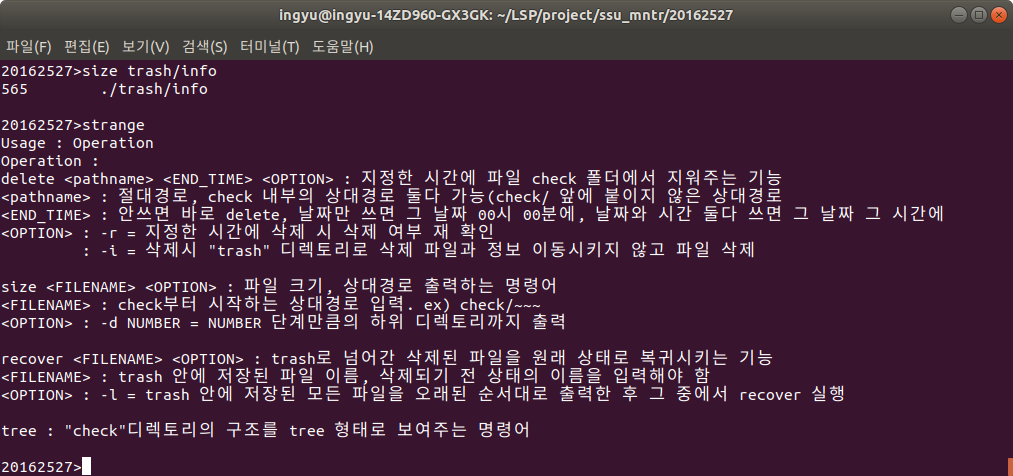 ingyu@ingyu-14ZD960-GX3GK: ~/LSP/project/ssu_mntr/20162527
파일(F) 편집(E) 보기(V) 검색(S) 터미널(T) 도움말(H)
20162527>size trash/info
565 ./trash/info
20162527>strange
Usage : Operation
Operation :
delete <pathname> <END_TIME> <OPTION> : 지정한 시간에 파일 check 폴더에서 지워주는 기능
<pathname> : 절대경로, check 내부의 상대경로 둘다 가능(check/ 앞에 붙이지 않은 상대경로
<END_TIME> : 안쓰면 바로 delete, 날짜만 쓰면 그 날짜 00시 00분에, 날짜와 시간 둘다 쓰면 그 날짜 그 시간에
<OPTION> : -r = 지정한 시간에 삭제 시 삭제 여부 재 확인
: -i = 삭제시 "trash" 디렉토리로 삭제 파일과 정보 이동시키지 않고 파일 삭제
size <FILENAME> <OPTION> : 파일 크기, 상대경로 출력하는 명령어
<FILENAME> : check부터 시작하는 상대경로 입력. ex) check/~~~
<OPTION> : -d NUMBER = NUMBER 단계만큼의 하위 디렉토리까지 출력
recover <FILENAME> <OPTION> : trash로 넘어간 삭제된 파일을 원래 상태로 복귀시키는 기능
<FILENAME> : trash 안에 저장된 파일 이름, 삭제되기 전 상태의 이름을 입력해야 함
<OPTION> : -l = trash 안에 저장된 모든 파일을 오래된 순서대로 출력한 후 그 중에서 recover 실행
tree : "check"디렉토리의 구조를 tree 형태로 보여주는 명령어
20162527>